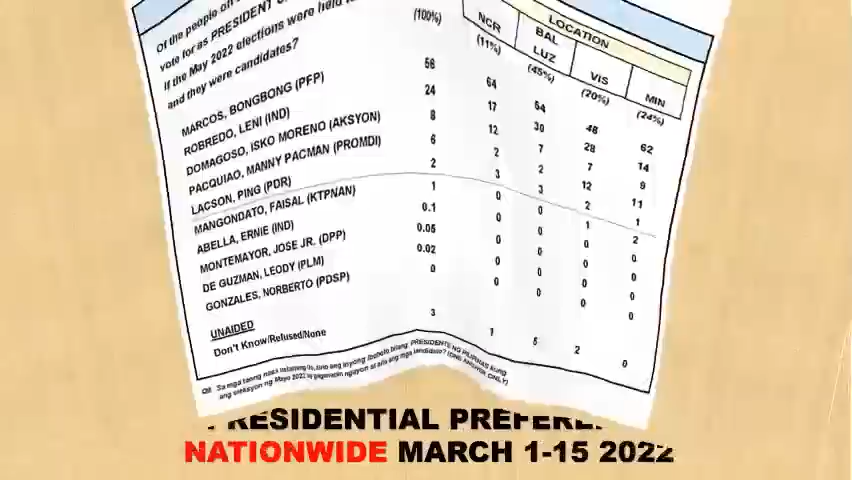 Of the people on
vote for as PRESIDENT
If the May 2022 elections were held
and they were candidates?
(100%)
LOCATION
NCR BAL LUZ VIS MIN
(11%) (45%) (20%) (24%)
MARCOS, BONGBONG (PFP) 56 64 54 48 62
ROBREDO, LENI (IND) 24 17 30 28 14
DOMAGOSO, ISKO MORENO (AKSYON) 8 12 7 7 9
PACQUIAO, MANNY PACMAN (PROMDI) 6 2 2 12 11
LACSON, PING (PDR) 2 3 3 2 1
MANGONDATO, FAISAL (KTPNAN) 1 0 0 1 2
ABELLA, ERNIE (IND) 0.1 0 0 0 0
MONTEMAYOR, JOSE JR. (DPP) 0.05 0 0 0 0
DE GUZMAN, LEODY (PLM) 0.02 0 0 0 0
GONZALES, NORBERTO (PDSP) 0 0 0 0 0
UNAIDED
Don't Know/Refused/None 3 1 5 2 0
PRESIDENTIAL
NATIONWIDE MARCH 1-15 2022